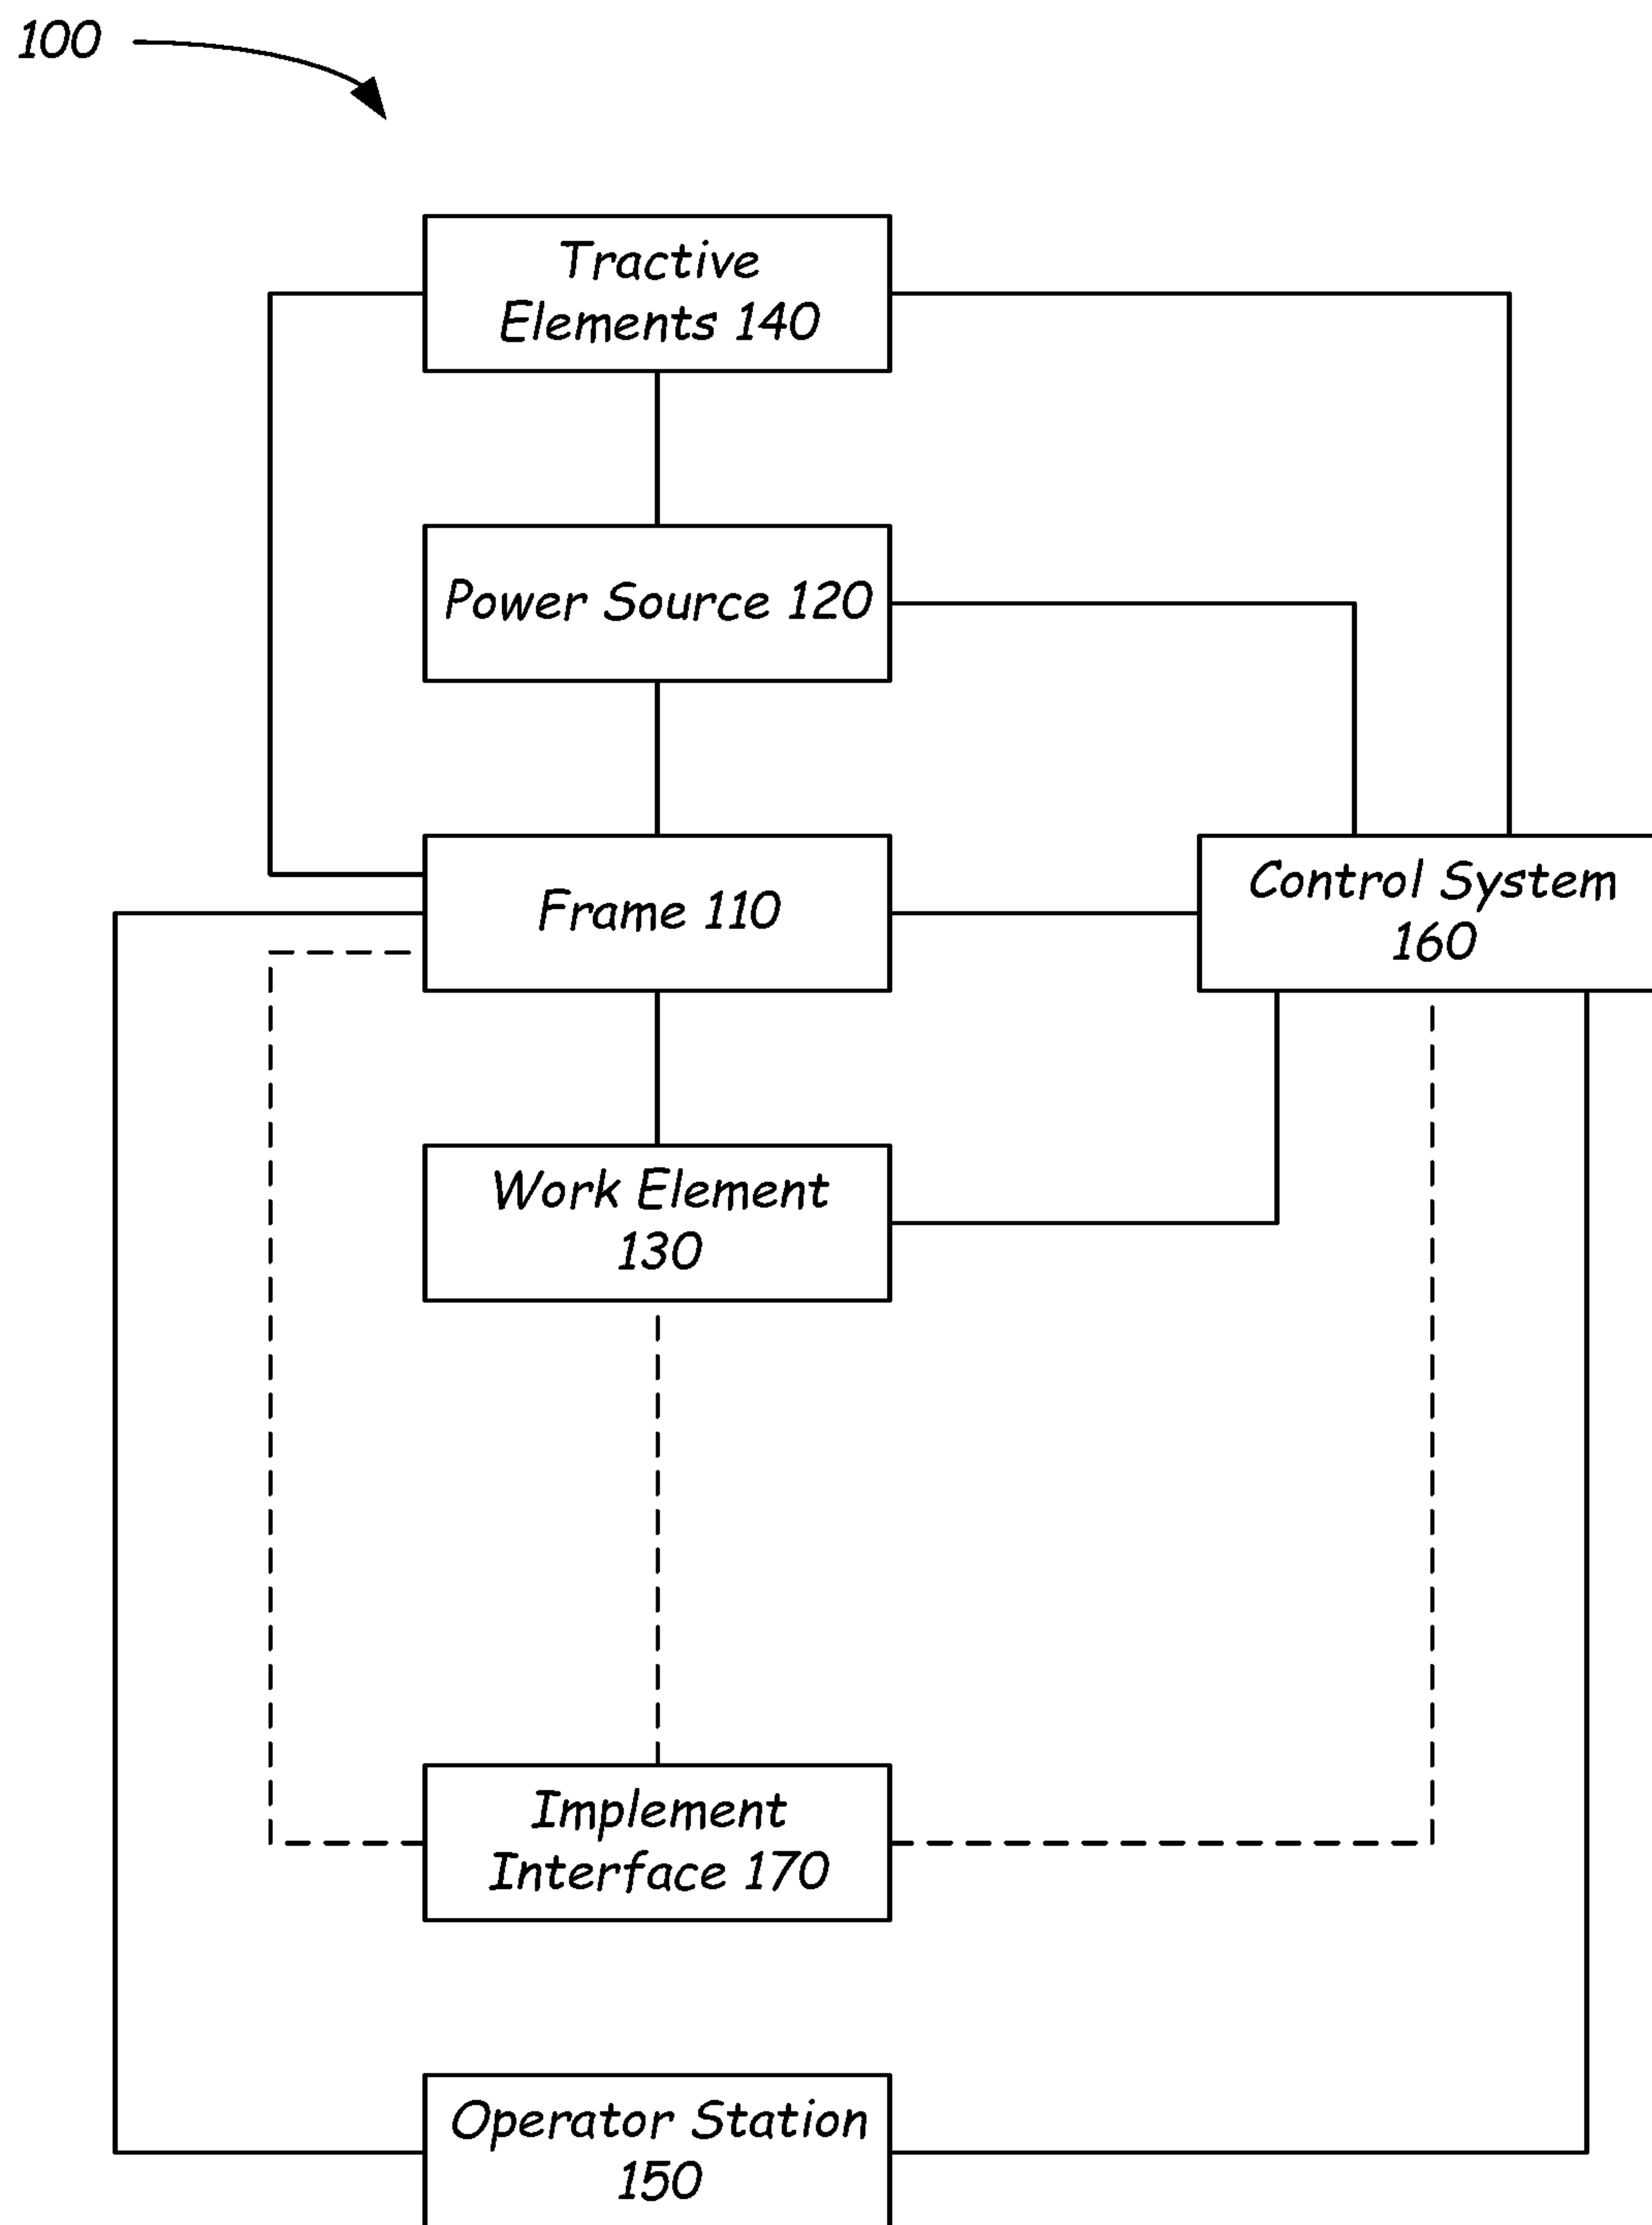 100
Tractive
Elements 140
Power Source 120
Frame 110
Control System
160
Work Element
130
Implement
Interface 170
Operator Station
150